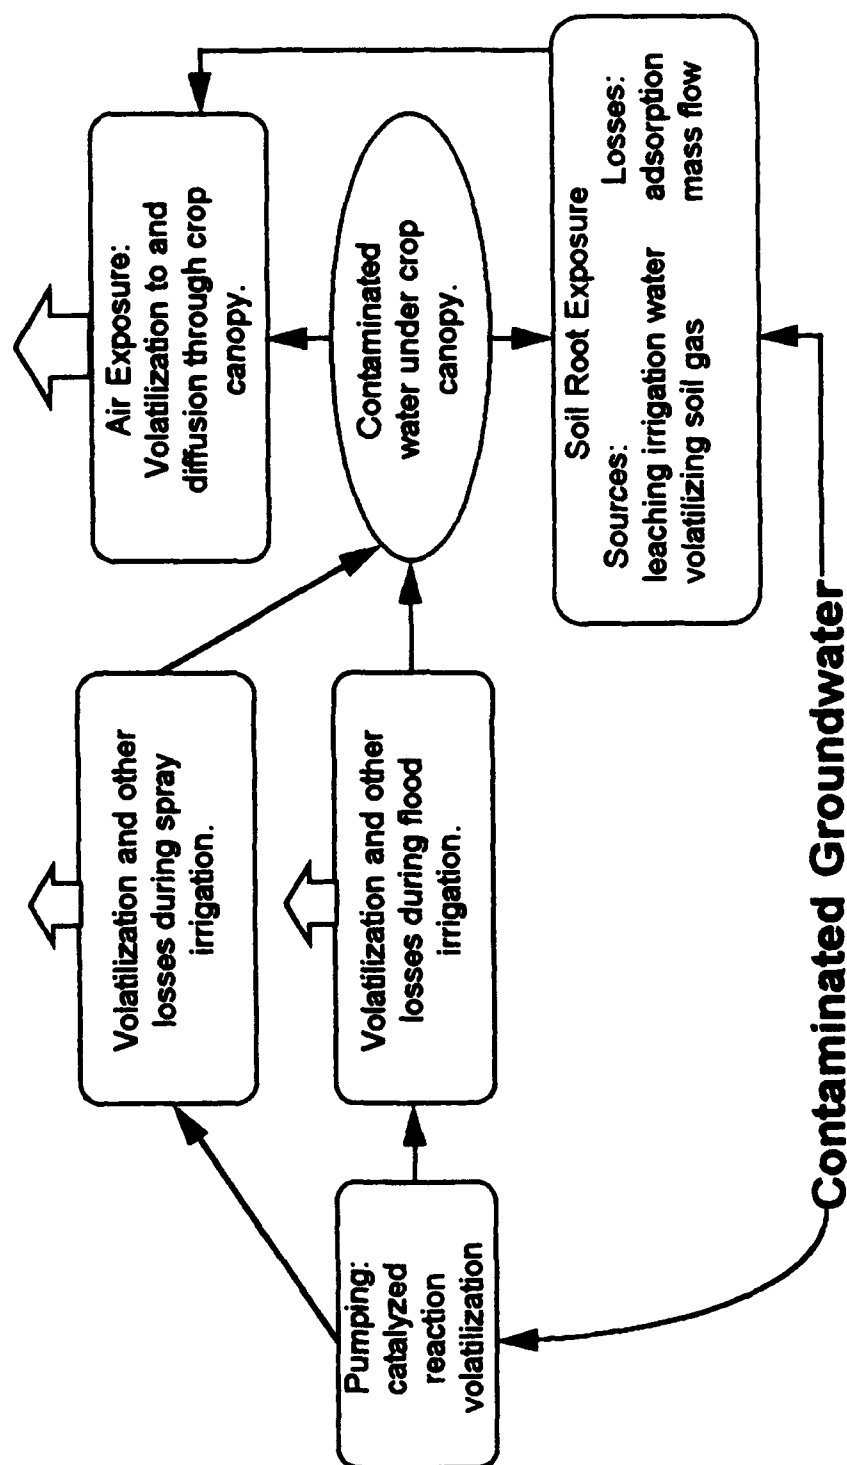 Pumping:
catalyzed
reaction
volatilization
Volatilization and other
losses during spray
irrigation.
Volatilization and other
losses during flood
irrigation.
Air Exposure:
Volatilization to and
diffusion through crop
canopy.
Contaminated
water under crop
canopy.
Soil Root Exposure
Sources:
leaching irrigation water
volatilizing soil gas
Losses:
adsorption
mass flow
Contaminated Groundwater